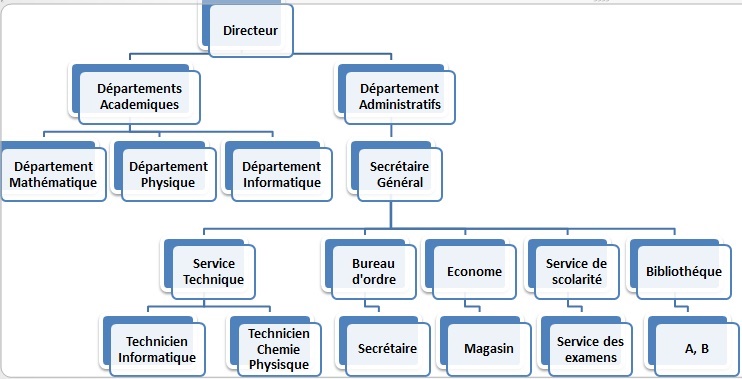 Directeur
Départements
Academiques
Département
Administratifs
Département
Mathématique
Département
Physique
Département
Informatique
Secrétaire
Général
Service
Technique
Bureau
d'ordre
Econome
Service de
scolarité
Bibliothéque
Technicien
Informatique
Technicien
Chemie
Physisque
Secrétaire
Magasin
Service des
examens
A, B